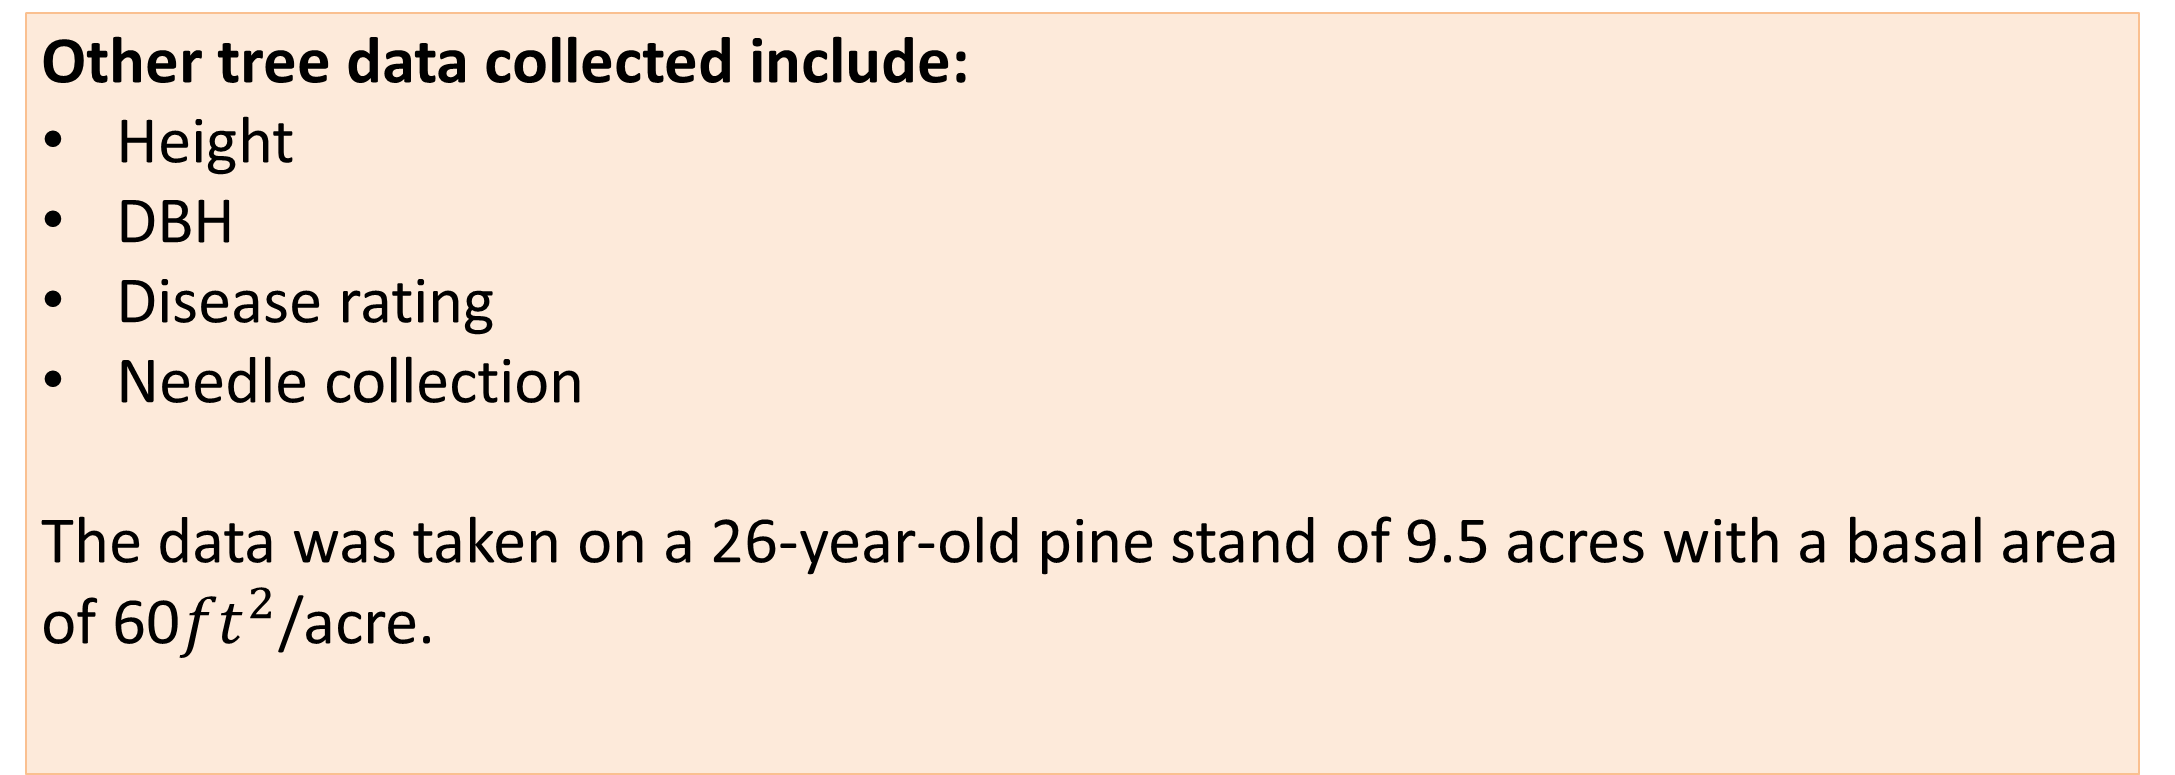 Other tree data collected include:
• Height
• DBH
• Disease rating
• Needle collection
The data was taken on a 26-year-old pine stand of 9.5 acres with a basal area
of 60𝑓𝑡²/acre.